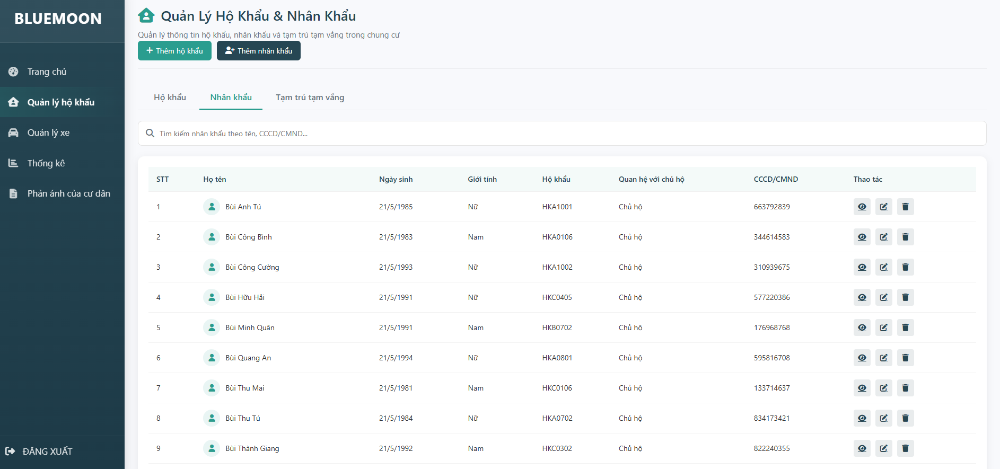 BLUEMOON
Trang chủ
Quản lý hộ khẩu
Quản lý xe
Thống kê
Phản ánh của cư dân
ĐĂNG XUẤT
Quản Lý Hộ Khẩu & Nhân Khẩu
Quản lý thông tin hộ khẩu, nhân khẩu và tạm trú tạm vắng trong chung cư
Thêm hộ khẩu Thêm nhân khẩu
Hộ khẩu Nhân khẩu Tạm trú tạm vắng
Tìm kiếm nhân khẩu theo tên, CCCD/CMND...
STT Họ tên Ngày sinh Giới tính Hộ khẩu Quan hệ với chủ hộ CCCD/CMND Thao tác
1 Bùi Anh Tú 21/5/1985 Nữ HKA1001 Chủ hộ 663792839
2 Bùi Công Bình 21/5/1983 Nam HKA0106 Chủ hộ 344614583
3 Bùi Công Cường 21/5/1993 Nữ HKA1002 Chủ hộ 310939675
4 Bùi Hữu Hải 21/5/1991 Nữ HKC0405 Chủ hộ 577220386
5 Bùi Minh Quân 21/5/1991 Nam HKB0702 Chủ hộ 176968768
6 Bùi Quang An 21/5/1994 Nữ HKA0801 Chủ hộ 595816708
7 Bùi Thu Mai 21/5/1981 Nam HKC0106 Chủ hộ 133714637
8 Bùi Thu Tú 21/5/1984 Nữ HKA0702 Chủ hộ 834173421
9 Bùi Thành Giang 21/5/1992 Nam HKC0302 Chủ hộ 822240355